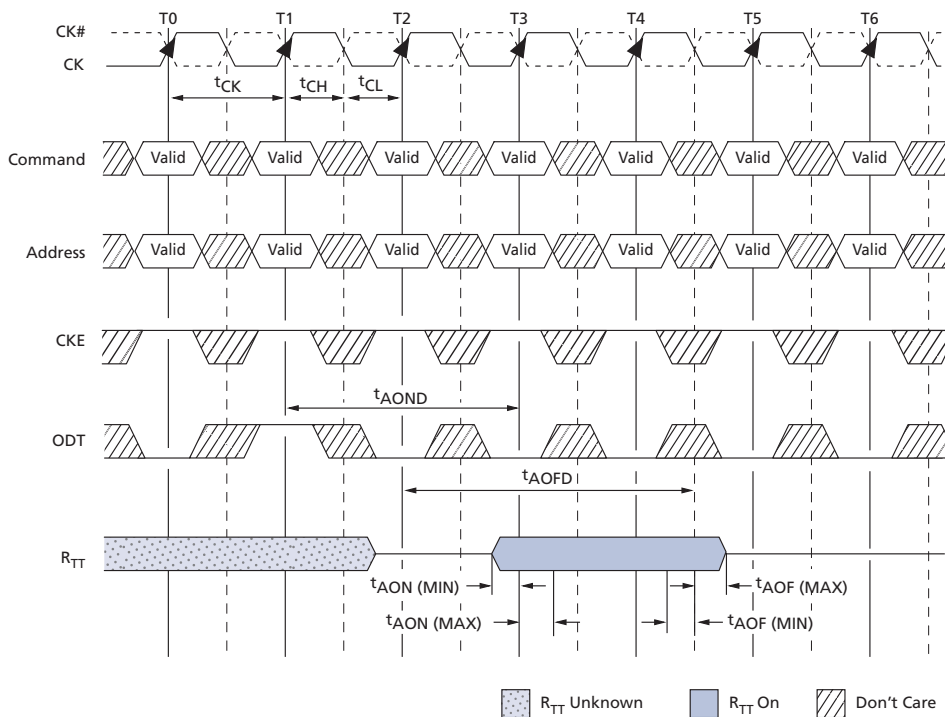 T0 T1 T2 T3 T4 T5 T6
CK#
CK
tCK tCH tCL
Command Valid Valid Valid Valid Valid Valid Valid
Address Valid Valid Valid Valid Valid Valid Valid
CKE
tAOND
ODT
tAOFD
RTT
tAON (MIN) tAOF (MAX)
tAON (MAX) tAOF (MIN)
RTT Unknown RTT On Don't Care